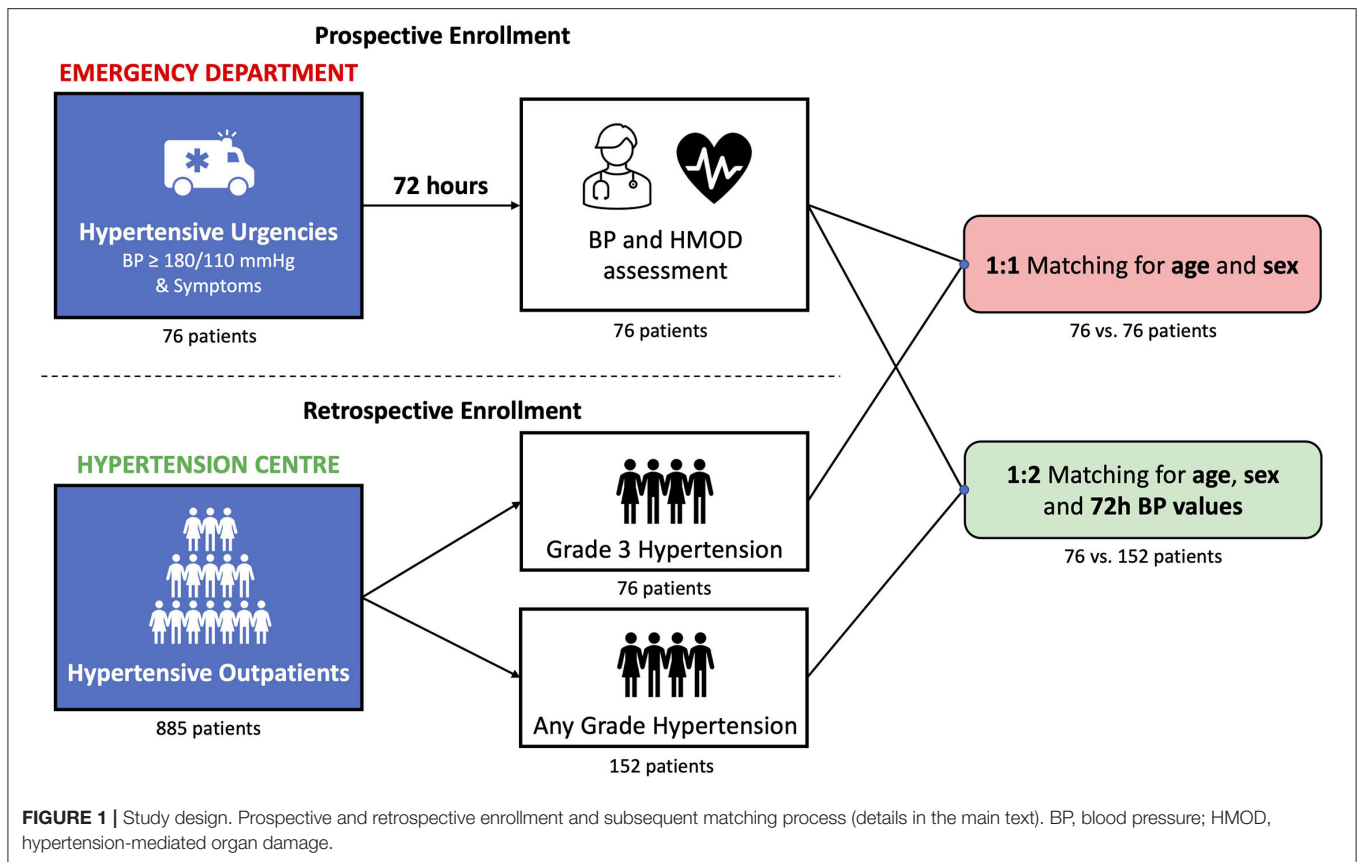 Prospective Enrollment
EMERGENCY DEPARTMENT
Hypertensive Urgencies
BP ≥ 180/110 mmHg
& Symptoms
76 patients
72 hours
BP and HMOD
assessment
76 patients
1:1 Matching for age and sex
76 vs. 76 patients
Retrospective Enrollment
HYPERTENSION CENTRE
Hypertensive Outpatients
885 patients
Grade 3 Hypertension
76 patients
Any Grade Hypertension
152 patients
1:2 Matching for age, sex
and 72h BP values
76 vs. 152 patients
FIGURE 1 | Study design. Prospective and retrospective enrollment and subsequent matching process (details in the main text). BP, blood pressure; HMOD,
hypertension-mediated organ damage.